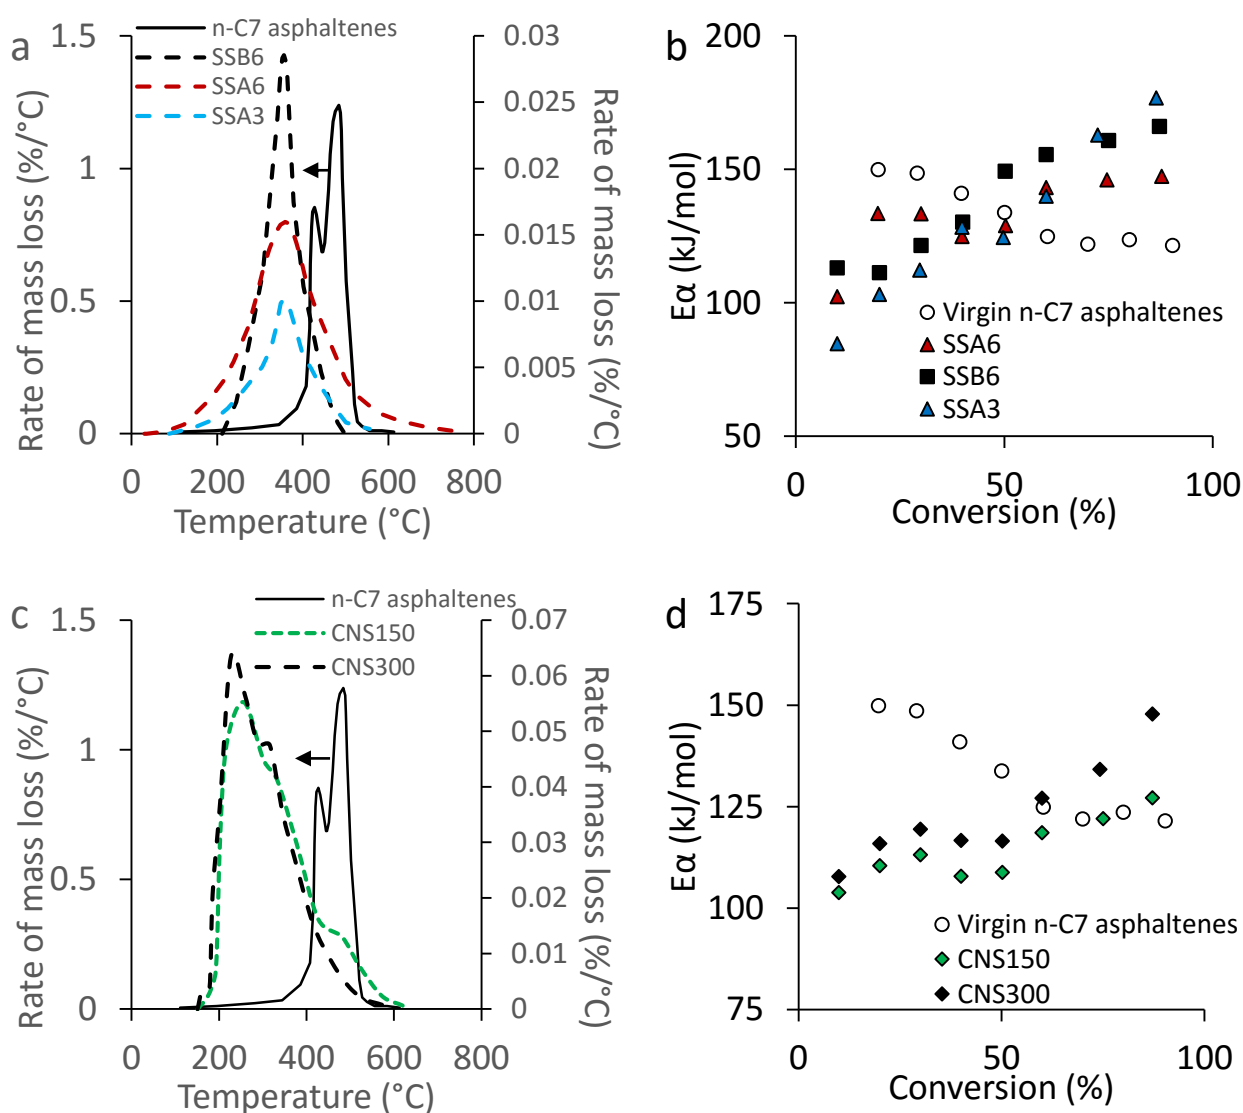 a
n-C7 asphaltenes
SSB6
SSA6
SSA3
1.5
1
0.5
0
0.03
0.025
0.02
0.015
0.01
0.005
0
0 200 400 600 800
Rate of mass loss (%/°C)
Rate of mass loss (%/°C)
Temperature (°C)
b
200
150
100
50
0 50 100
Eα (kJ/mol)
Conversion (%)
Virgin n-C7 asphaltenes
SSA6
SSB6
SSA3
c
n-C7 asphaltenes
CNS150
CNS300
1.5
1
0.5
0
0.07
0.06
0.05
0.04
0.03
0.02
0.01
0
0 200 400 600 800
Rate of mass loss (%/°C)
Rate of mass loss (%/°C)
Temperature (°C)
d
175
150
125
100
75
0 50 100
Eα (kJ/mol)
Conversion (%)
Virgin n-C7 asphaltenes
CNS150
CNS300